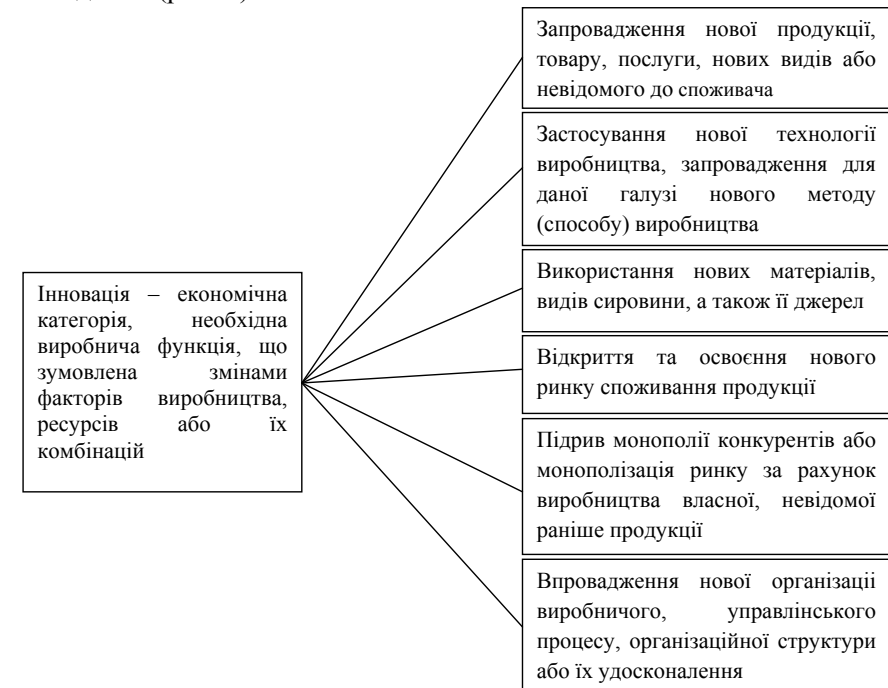 Запровадження нової продукції,
товару, послуги, нових видів або
невідомого до споживача
Застосування нової технології
виробництва, запровадження для
даної галузі нового методу
(способу) виробництва
Використання нових матеріалів,
видів сировини, а також її джерел
Відкриття та освоєння нового
ринку споживання продукції
Підрив монополії конкурентів або
монополізація ринку за рахунок
виробництва власної, невідомої
раніше продукції
Впровадження нової організаціі
виробничого, управлінського
процесу, організаційної структури
або їх удосконалення
Інновація – економічна
категорія, необхідна
виробнича функція, що
зумовлена змінами
факторів виробництва,
ресурсів або їх
комбінацій